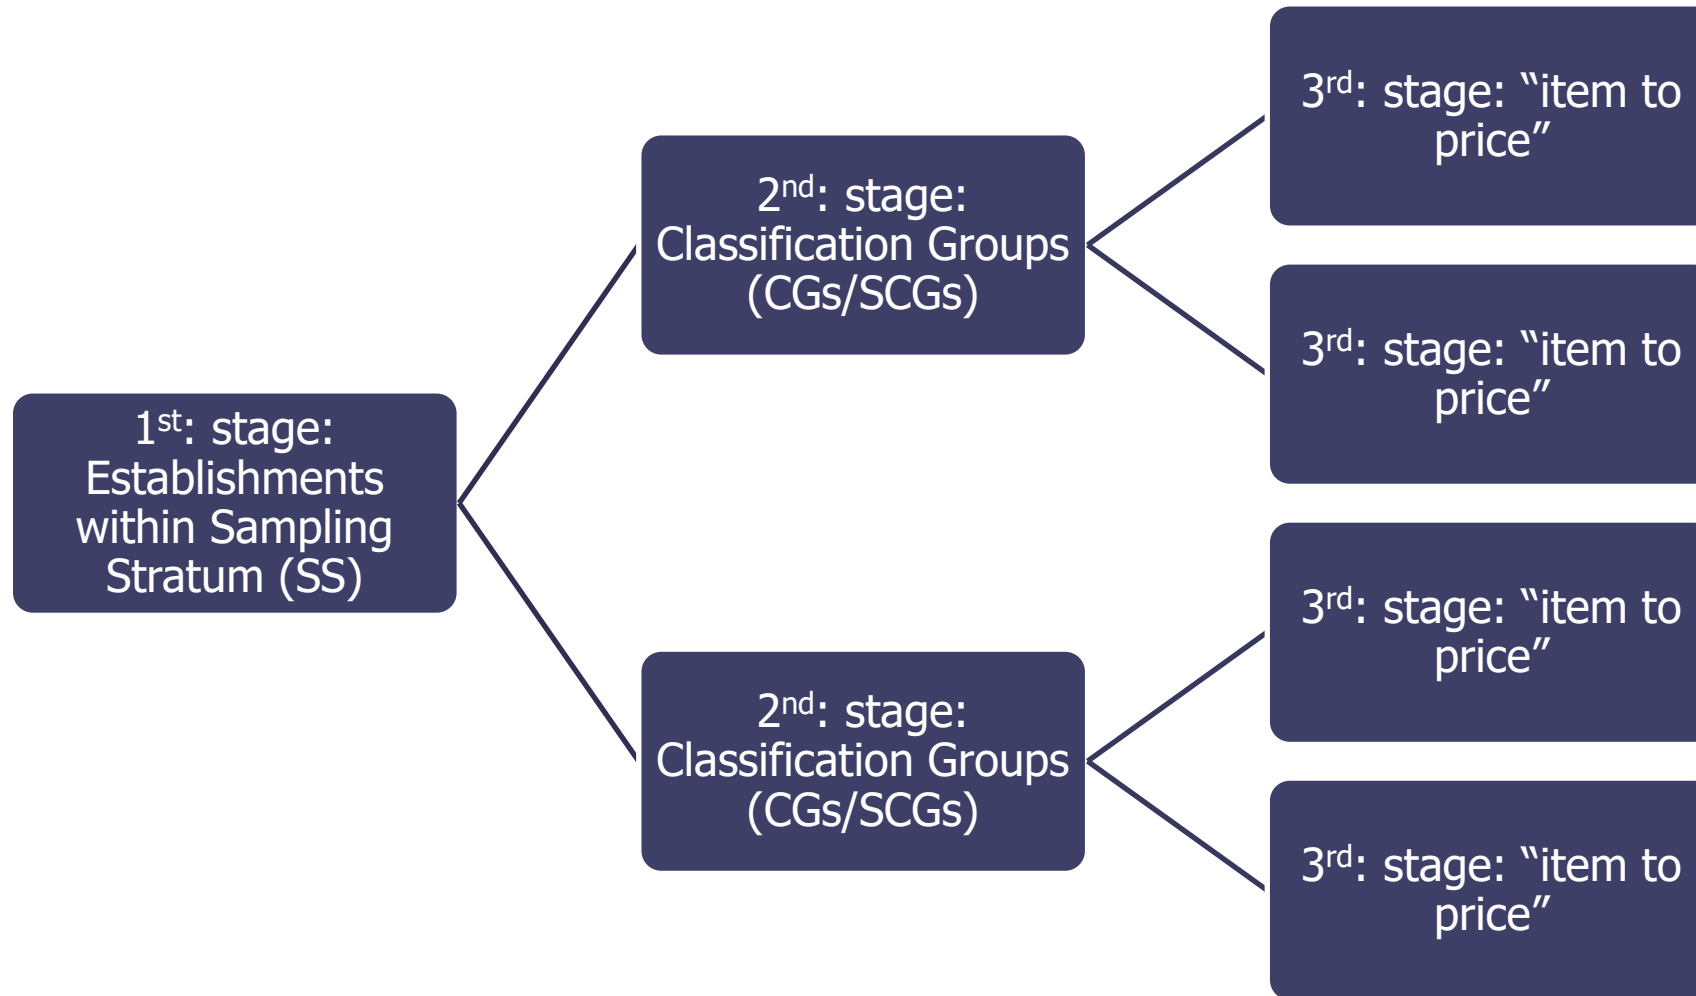 1st: stage:
Establishments
within Sampling
Stratum (SS)
2nd: stage:
Classification Groups
(CGs/SCGs)
3rd: stage: “item to
price”
3rd: stage: “item to
price”
2nd: stage:
Classification Groups
(CGs/SCGs)
3rd: stage: “item to
price”
3rd: stage: “item to
price”